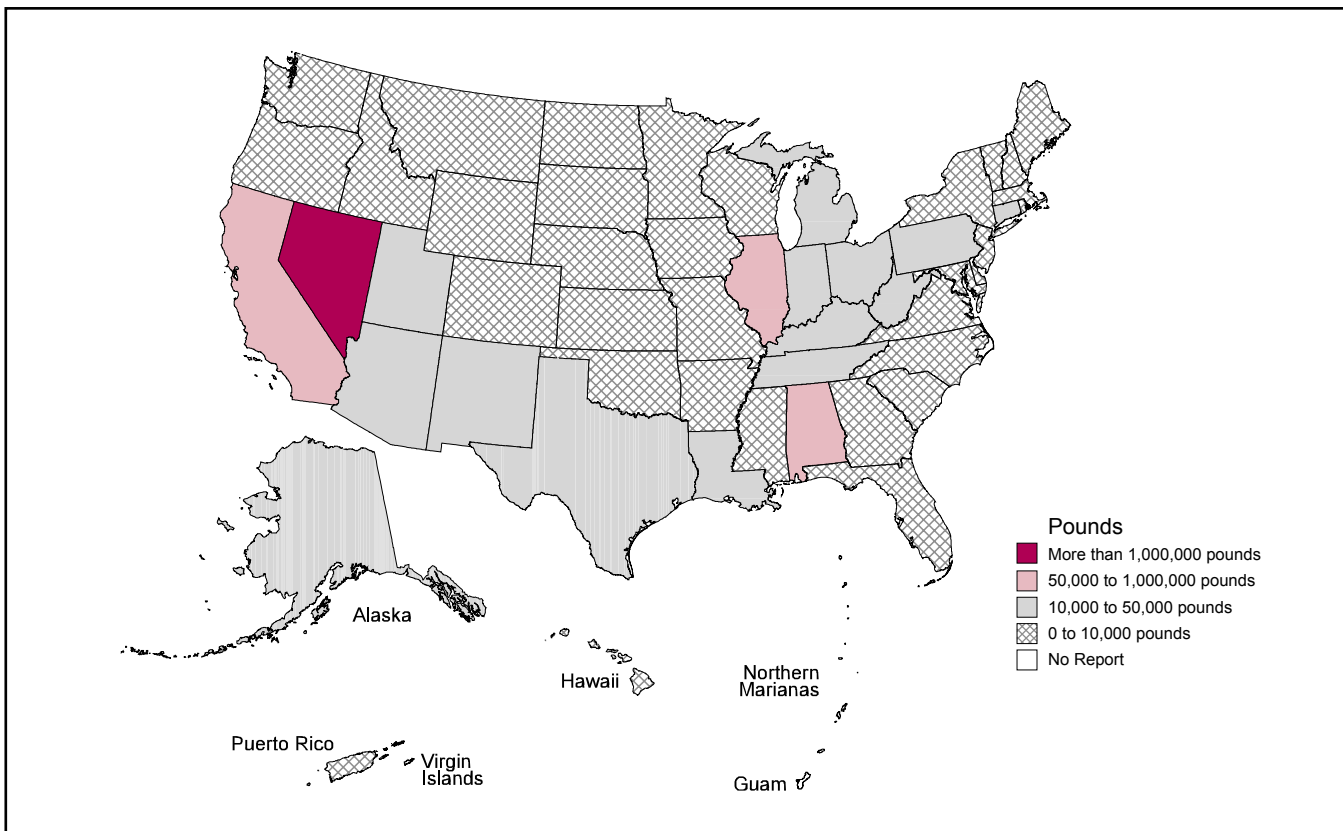 Pounds
More than 1,000,000 pounds
50,000 to 1,000,000 pounds
10,000 to 50,000 pounds
0 to 10,000 pounds
No Report
Alaska
Hawaii
Northern
Marianas
Puerto Rico
Virgin
Islands
Guam